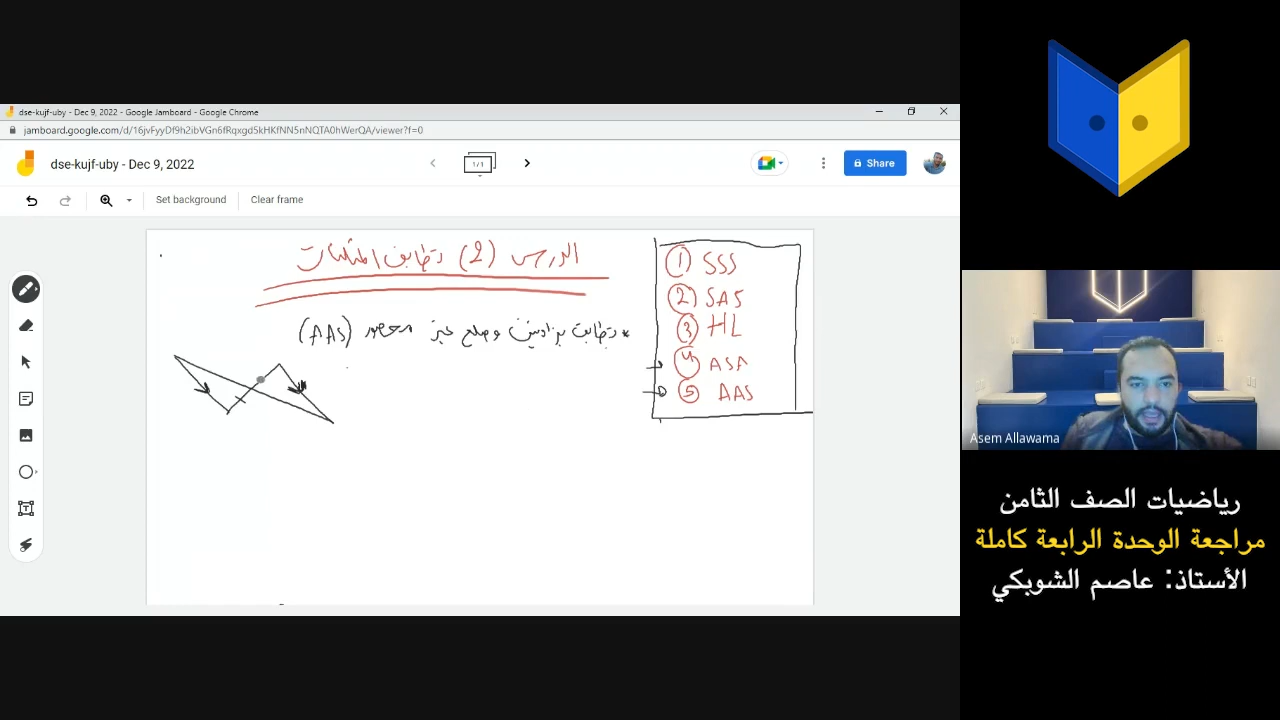 dse-kujf-uby - Dec 9, 2022 - Google Jamboard - Google Chrome
jamboard.google.com/d/16jvFyyDf9h2ibVGn6fRqxgd5kHKfNN5nNQTA0hWerQA/viewer?f=0
dse-kujf-uby - Dec 9, 2022
1/1
Share
Set background
Clear frame
الدرس (2) تطابق المثلثات
* تطابق بزاويتين وضلع غير محصور (AAS)
1 SSS
2 SAS
3 HL
4 ASA
5 AAS
Asem Allawama
رياضيات الصف الثامن
مراجعة الوحدة الرابعة كاملة
الأستاذ: عاصم الشوبكي